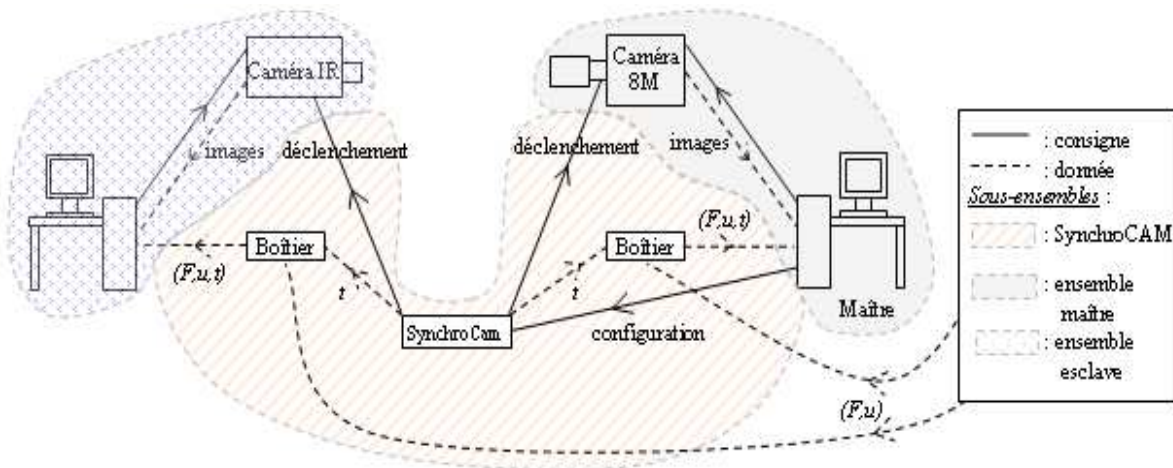 Caméra IR
Caméra
8M
images
déclenchement
déclenchement
images
(F,u,t)
Boîtier
Boîtier
(F,u,t)
t
t
SynchroCam
configuration
Maître
(F,u)
: consigne
: donnée
Sous-ensembles :
: SynchroCAM
: ensemble
maître
: ensemble
esclave